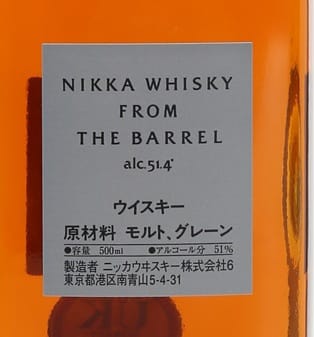 NIKKA WHISKY
FROM
THE BARREL
alc.51.4°
ウイスキー
原材料 モルト、グレーン
●容量 500ml ●アルコール分 51%
製造者 ニッカウヰスキー株式会6
東京都港区南青山5-4-31